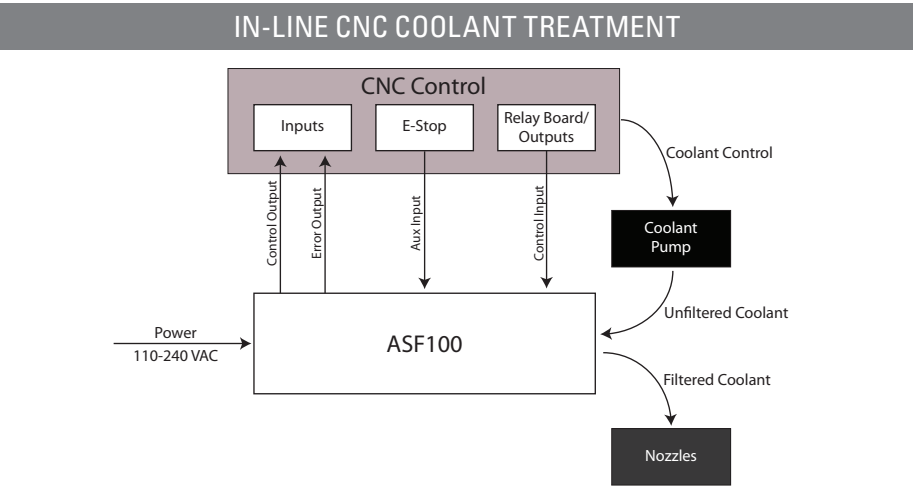 IN-LINE CNC COOLANT TREATMENT
CNC Control
Inputs
E-Stop
Relay Board/
Outputs
Coolant Control
Control Output
Error Output
Aux Input
Control Input
Coolant
Pump
Unfiltered Coolant
Power
110-240 VAC
ASF100
Filtered Coolant
Nozzles